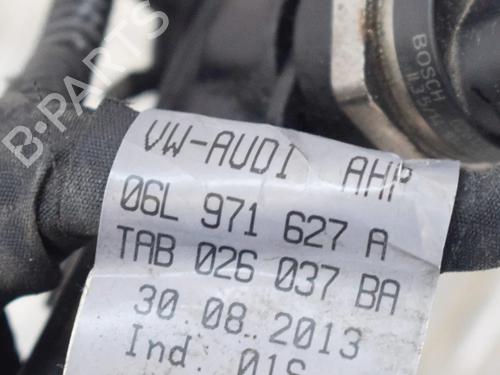 B-PARTS
BOSCH
VW-AUDI AHP
06L 971 627 A
TAB 026 037 BA
30.08.2013
Ind. 01S